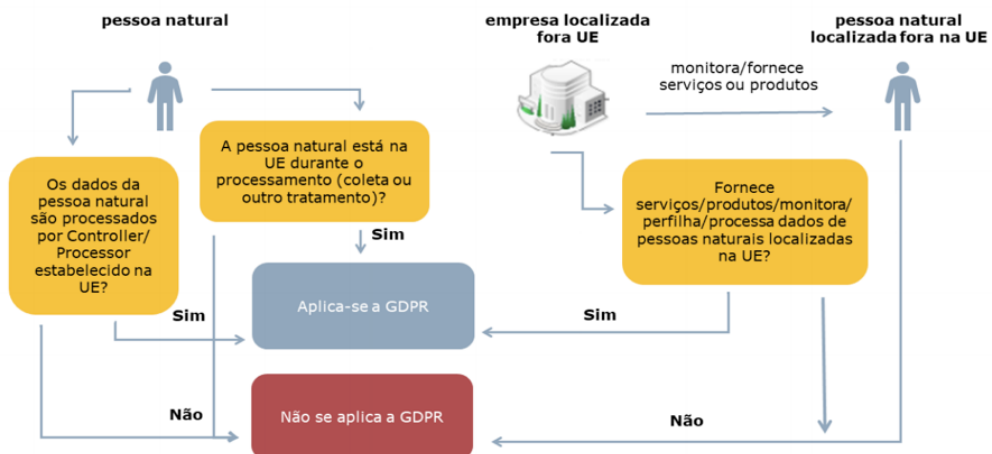 pessoa natural
empresa localizada
fora UE
pessoa natural
localizada fora na UE
monitora/fornece
serviços ou produtos
A pessoa natural está na
UE durante o
processamento (coleta ou
outro tratamento)?
Os dados da
pessoa natural
são processados
por Controller/
Processor
estabelecido na
UE?
Fornece
serviços/produtos/monitora/
perfilha/processa dados de
pessoas naturais localizadas
na UE?
Sim
Aplica-se a GDPR
Sim
Sim
Não se aplica a GDPR
Não
Não